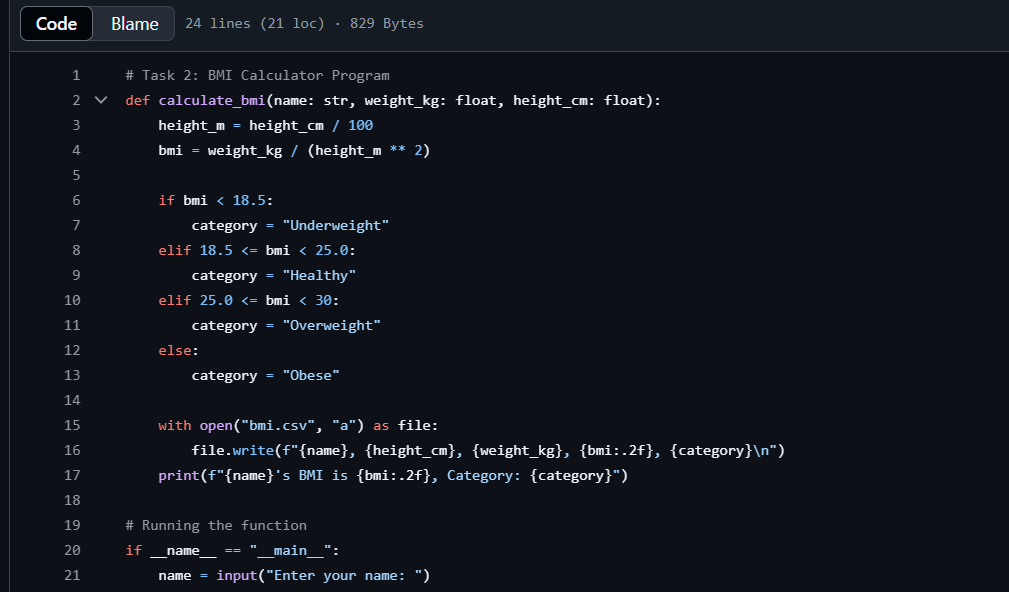 Code Blame 24 lines (21 loc) · 829 Bytes
1 # Task 2: BMI Calculator Program
2 def calculate_bmi(name: str, weight_kg: float, height_cm: float):
3     height_m = height_cm / 100
4     bmi = weight_kg / (height_m ** 2)
5
6     if bmi < 18.5:
7         category = "Underweight"
8     elif 18.5 <= bmi < 25.0:
9         category = "Healthy"
10     elif 25.0 <= bmi < 30:
11         category = "Overweight"
12     else:
13         category = "Obese"
14
15     with open("bmi.csv", "a") as file:
16         file.write(f"{name}, {height_cm}, {weight_kg}, {bmi:.2f}, {category}\n")
17     print(f"{name}'s BMI is {bmi:.2f}, Category: {category}")
18
19 # Running the function
20 if __name__ == "__main__":
21     name = input("Enter your name: ")